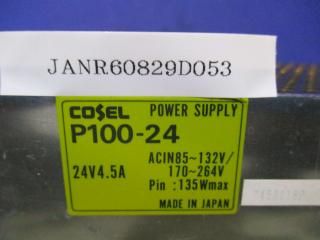 JANR60829D053
COSEL POWER SUPPLY
P100-24
24V4.5A ACIN85~132V/
170~264V
Pin : 135Wmax
MADE IN JAPAN